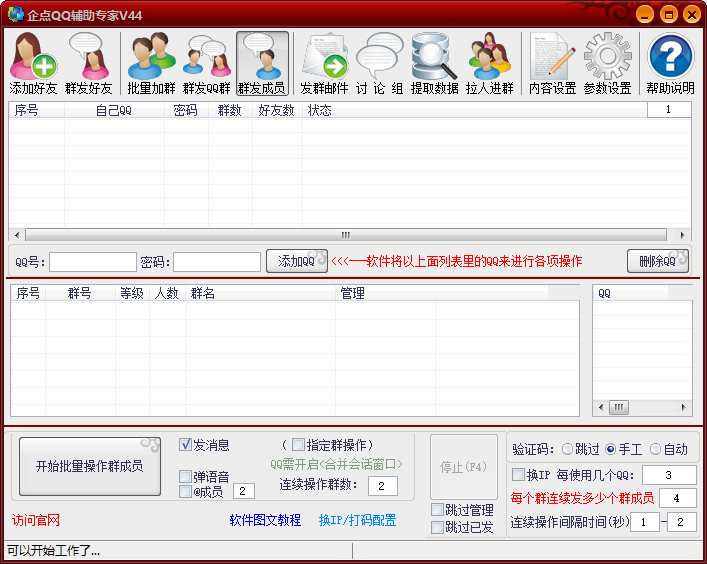 企点QQ辅助专家V44
添加好友 群发好友 批量加群 群发QQ群 群发成员 发群邮件 讨 论 组 提取数据 拉人进群 内容设置 参数设置 帮助说明
序号 自己QQ 密码 群数 好友数 状态 1
QQ号: 密码: 添加QQ <<<──软件将以上面列表里的QQ来进行各项操作 删除QQ
序号 群号 等级 人数 群名 管理 QQ
开始批量操作群成员
发消息
弹语音
@成员 2
( 指定群操作)
QQ需开启<合并会话窗口>
连续操作群数: 2
访问官网 软件图文教程 换IP/打码配置
停止(F4)
跳过管理
跳过已发
验证码: 跳过 手工 自动
换IP 每使用几个QQ: 3
每个群连续发多少个群成员 4
连续操作间隔时间(秒) 1 - 2
可以开始工作了...